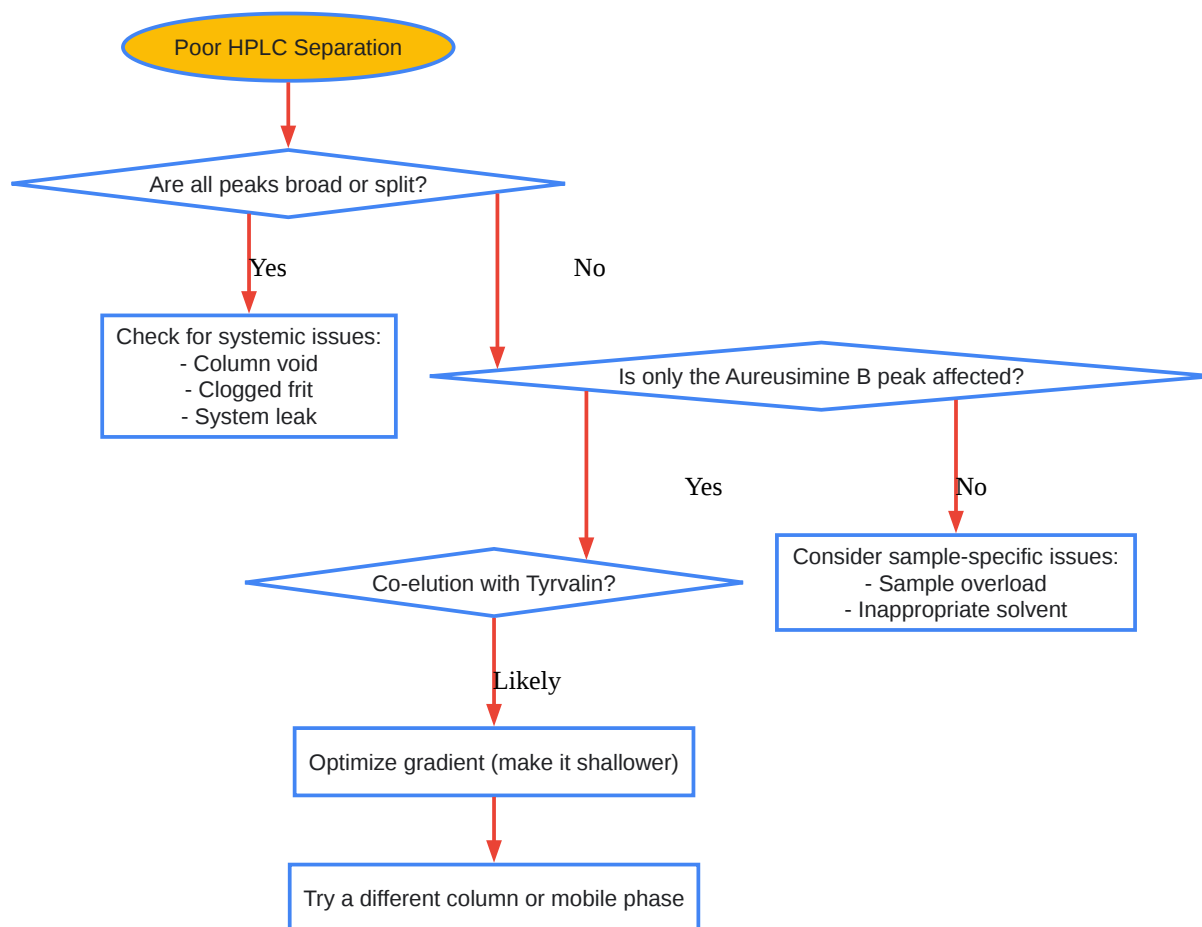 Poor HPLC Separation
Are all peaks broad or split?
Yes
No
Check for systemic issues:
- Column void
- Clogged frit
- System leak
Is only the Aureusimine B peak affected?
Yes
No
Co-elution with Tyrvalin?
Consider sample-specific issues:
- Sample overload
- Inappropriate solvent
Likely
Optimize gradient (make it shallower)
Try a different column or mobile phase